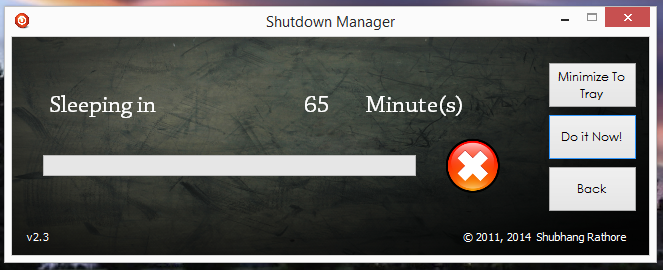 Shutdown Manager
Sleeping in 65 Minute(s)
Minimize To
Tray
Do it Now!
Back
v2.3
© 2011, 2014 Shubhang Rathore